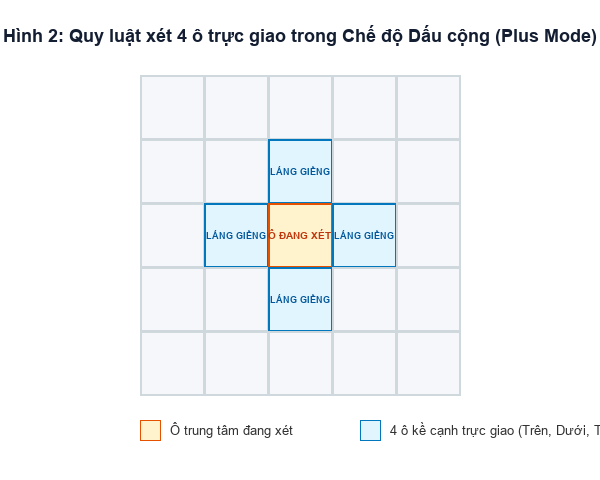 Hình 2: Quy luật xét 4 ô trực giao trong Chế độ Dấu cộng (Plus Mode)
LÁNG GIỀNG
LÁNG GIỀNG
Ô ĐANG XÉT
LÁNG GIỀNG
LÁNG GIỀNG
Ô trung tâm đang xét
4 ô kề cạnh trực giao (Trên, Dưới, T